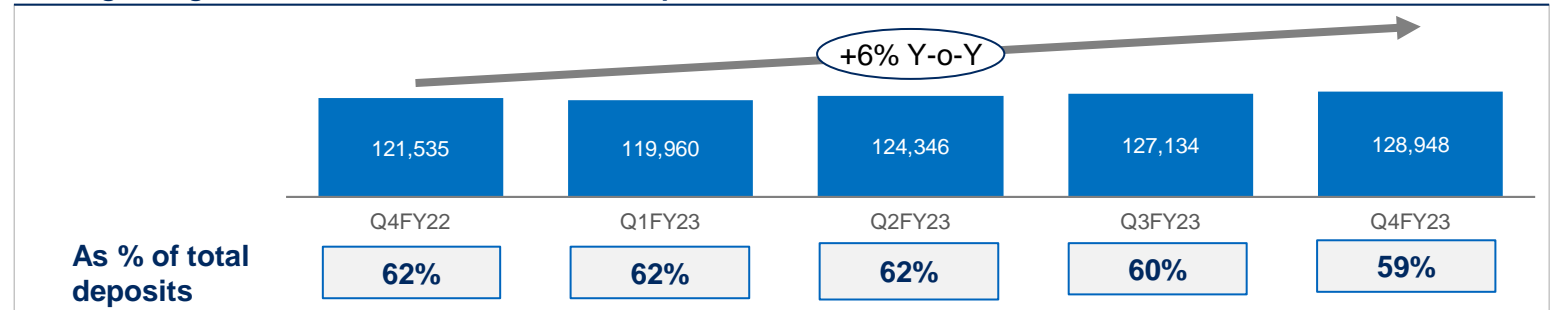 +6% Y-o-Y
121,535 119,960 124,346 127,134 128,948
Q4FY22 Q1FY23 Q2FY23 Q3FY23 Q4FY23
As % of total
deposits
62% 62% 62% 60% 59%